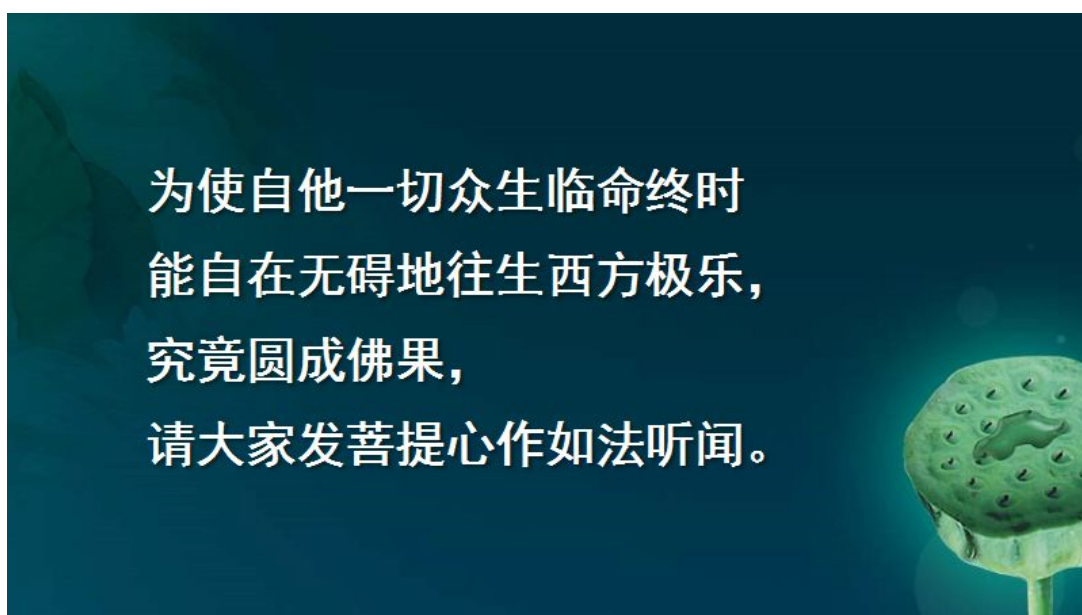 为使自他一切众生临命终时
能自在无碍地往生西方极乐，
究竟圆成佛果，
请大家发菩提心作如法听闻。